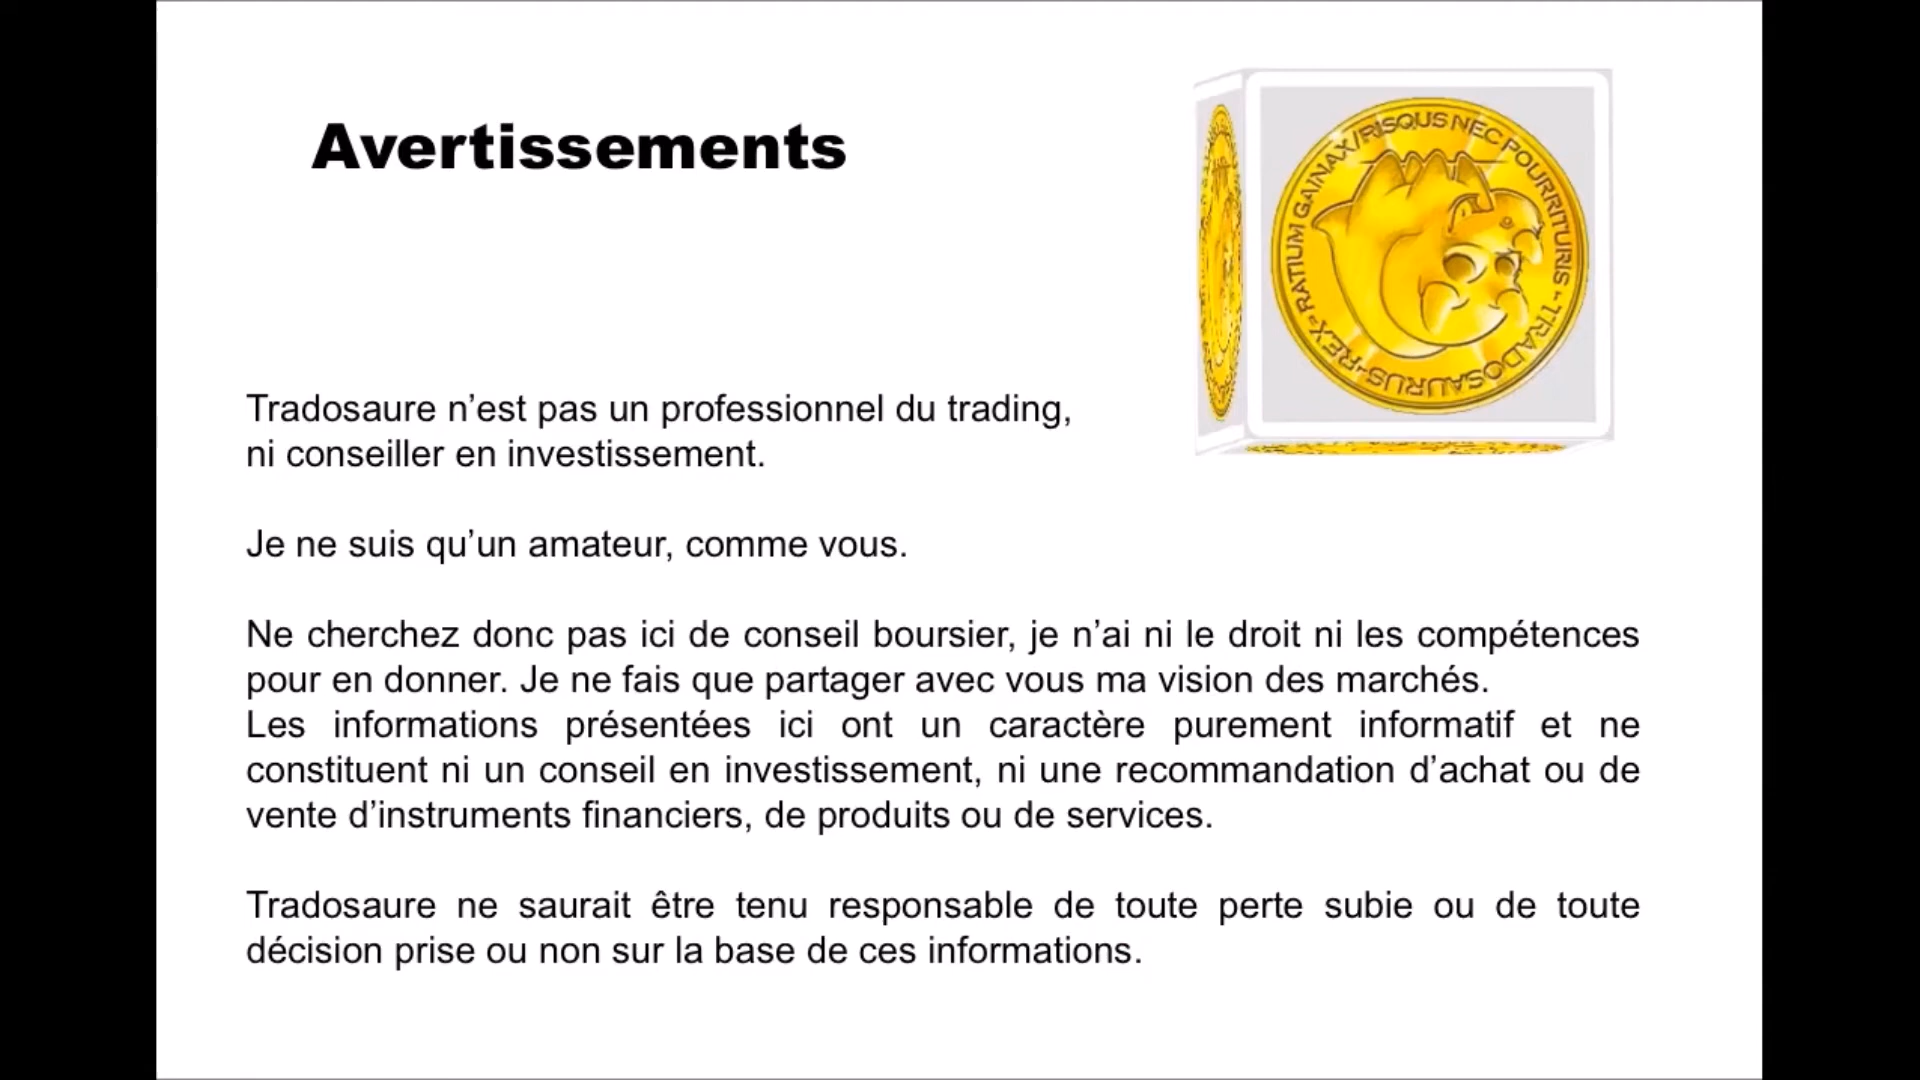 Avertissements
RATIUM GAINAX/RISQUS NEC POURRITURIS - TRADOSAURUS-REX-
Tradosaure n’est pas un professionnel du trading,
ni conseiller en investissement.
Je ne suis qu’un amateur, comme vous.
Ne cherchez donc pas ici de conseil boursier, je n’ai ni le droit ni les compétences
pour en donner. Je ne fais que partager avec vous ma vision des marchés.
Les informations présentées ici ont un caractère purement informatif et ne
constituent ni un conseil en investissement, ni une recommandation d’achat ou de
vente d’instruments financiers, de produits ou de services.
Tradosaure ne saurait être tenu responsable de toute perte subie ou de toute
décision prise ou non sur la base de ces informations.